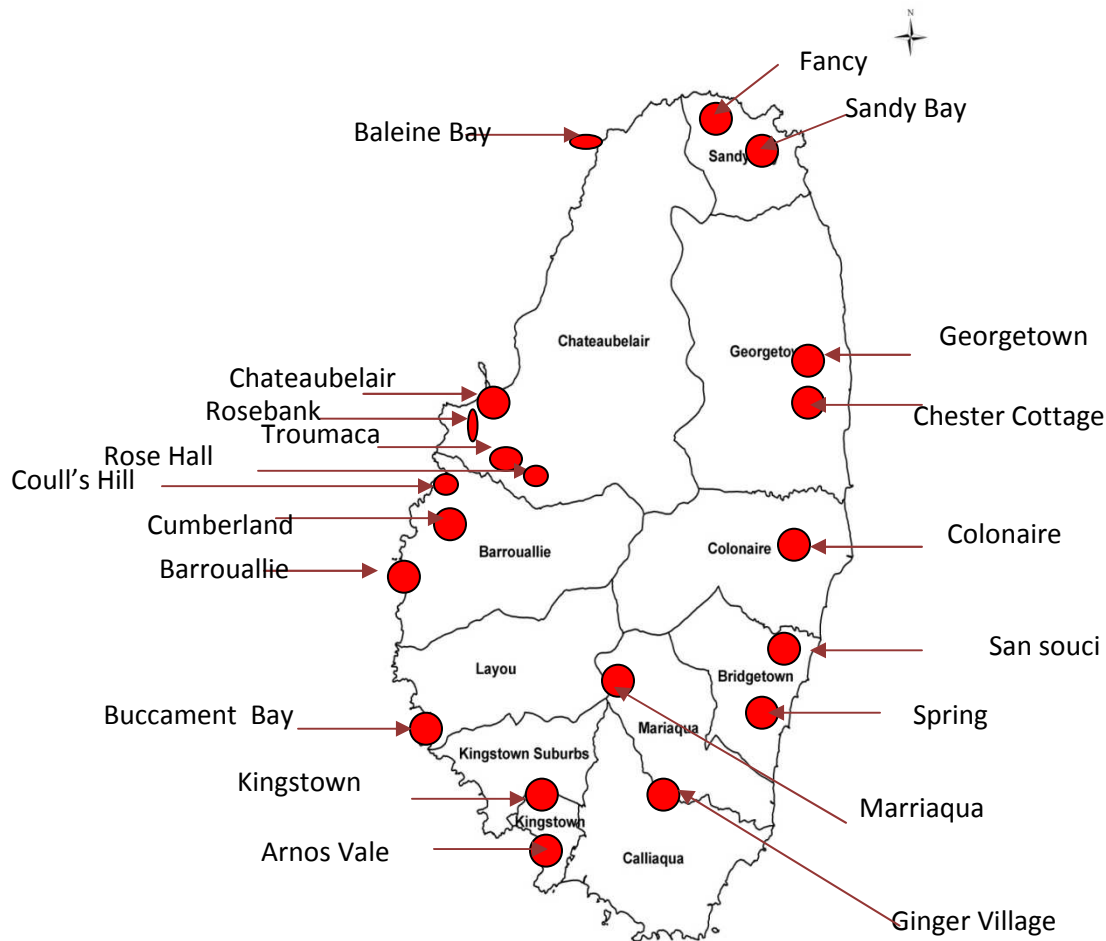 N
Fancy
Sandy Bay
Baleine Bay
Sandy
Georgetown
Chateaubelair
Georgetow
Chateaubelair
Rosebank
Chester Cottage
Troumaca
Rose Hall
Coull's Hill
Cumberland
Colonaire
Colonaire
Barrouallie
Barrouallie
San souci
Layou
Bridgetown
Buccament Bay
Spring
Mariaqua
Kingstown Suburbs
Kingstown
Marriaqua
Kingstown
Arnos Vale
Calliaqua
Ginger Village